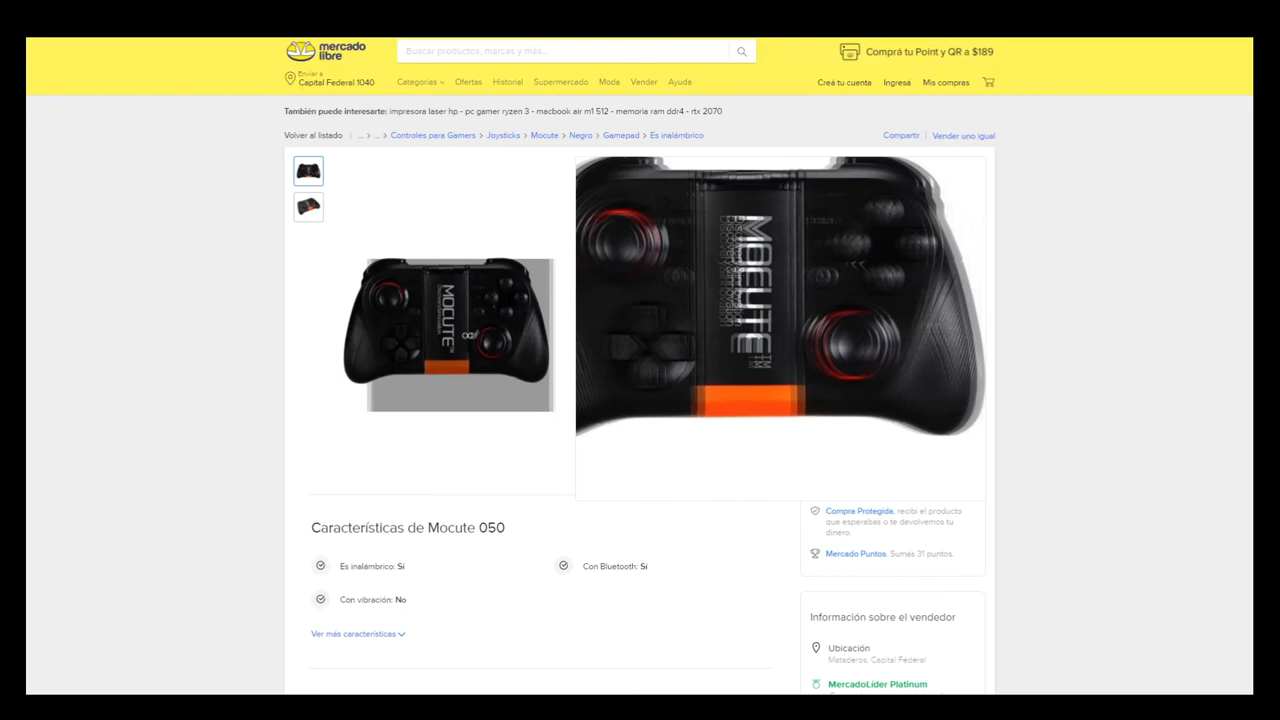 mercado
libre
Buscar productos, marcas y más...
Comprá tu Point y QR a $189
Enviar a
Capital Federal 1040
Categorías Ofertas Historial Supermercado Moda Vender Ayuda
Creá tu cuenta Ingresá Mis compras
También puede interesarte: impresora laser hp - pc gamer ryzen 3 - macbook air m1 512 - memoria ram ddr4 - rtx 2070
Volver al listado | ... > ... > Controles para Gamers > Joysticks > Mocute > Negro > Gamepad > Es inalámbrico
Compartir | Vender uno igual
MOCUTE™
MOCUTE™
Características de Mocute 050
Es inalámbrico: Sí
Con Bluetooth: Sí
Con vibración: No
Ver más características
Compra Protegida, recibí el producto
que esperabas o te devolvemos tu
dinero.
Mercado Puntos. Sumás 31 puntos.
Información sobre el vendedor
Ubicación
Mataderos, Capital Federal
MercadoLíder Platinum